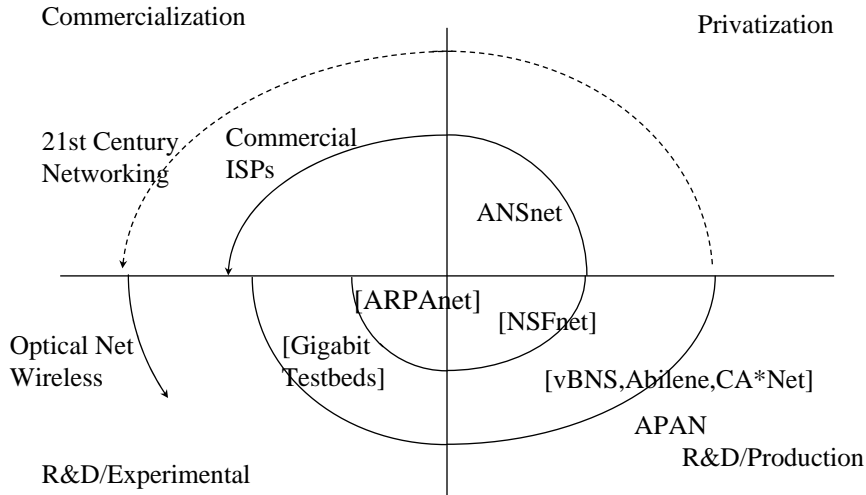 Commercialization
Privatization
21st Century
Networking
Commercial
ISPs
ANSnet
[ARPAnet]
[NSFnet]
Optical Net
Wireless
[Gigabit
Testbeds]
[vBNS,Abilene,CA*Net]
APAN
R&D/Production
R&D/Experimental